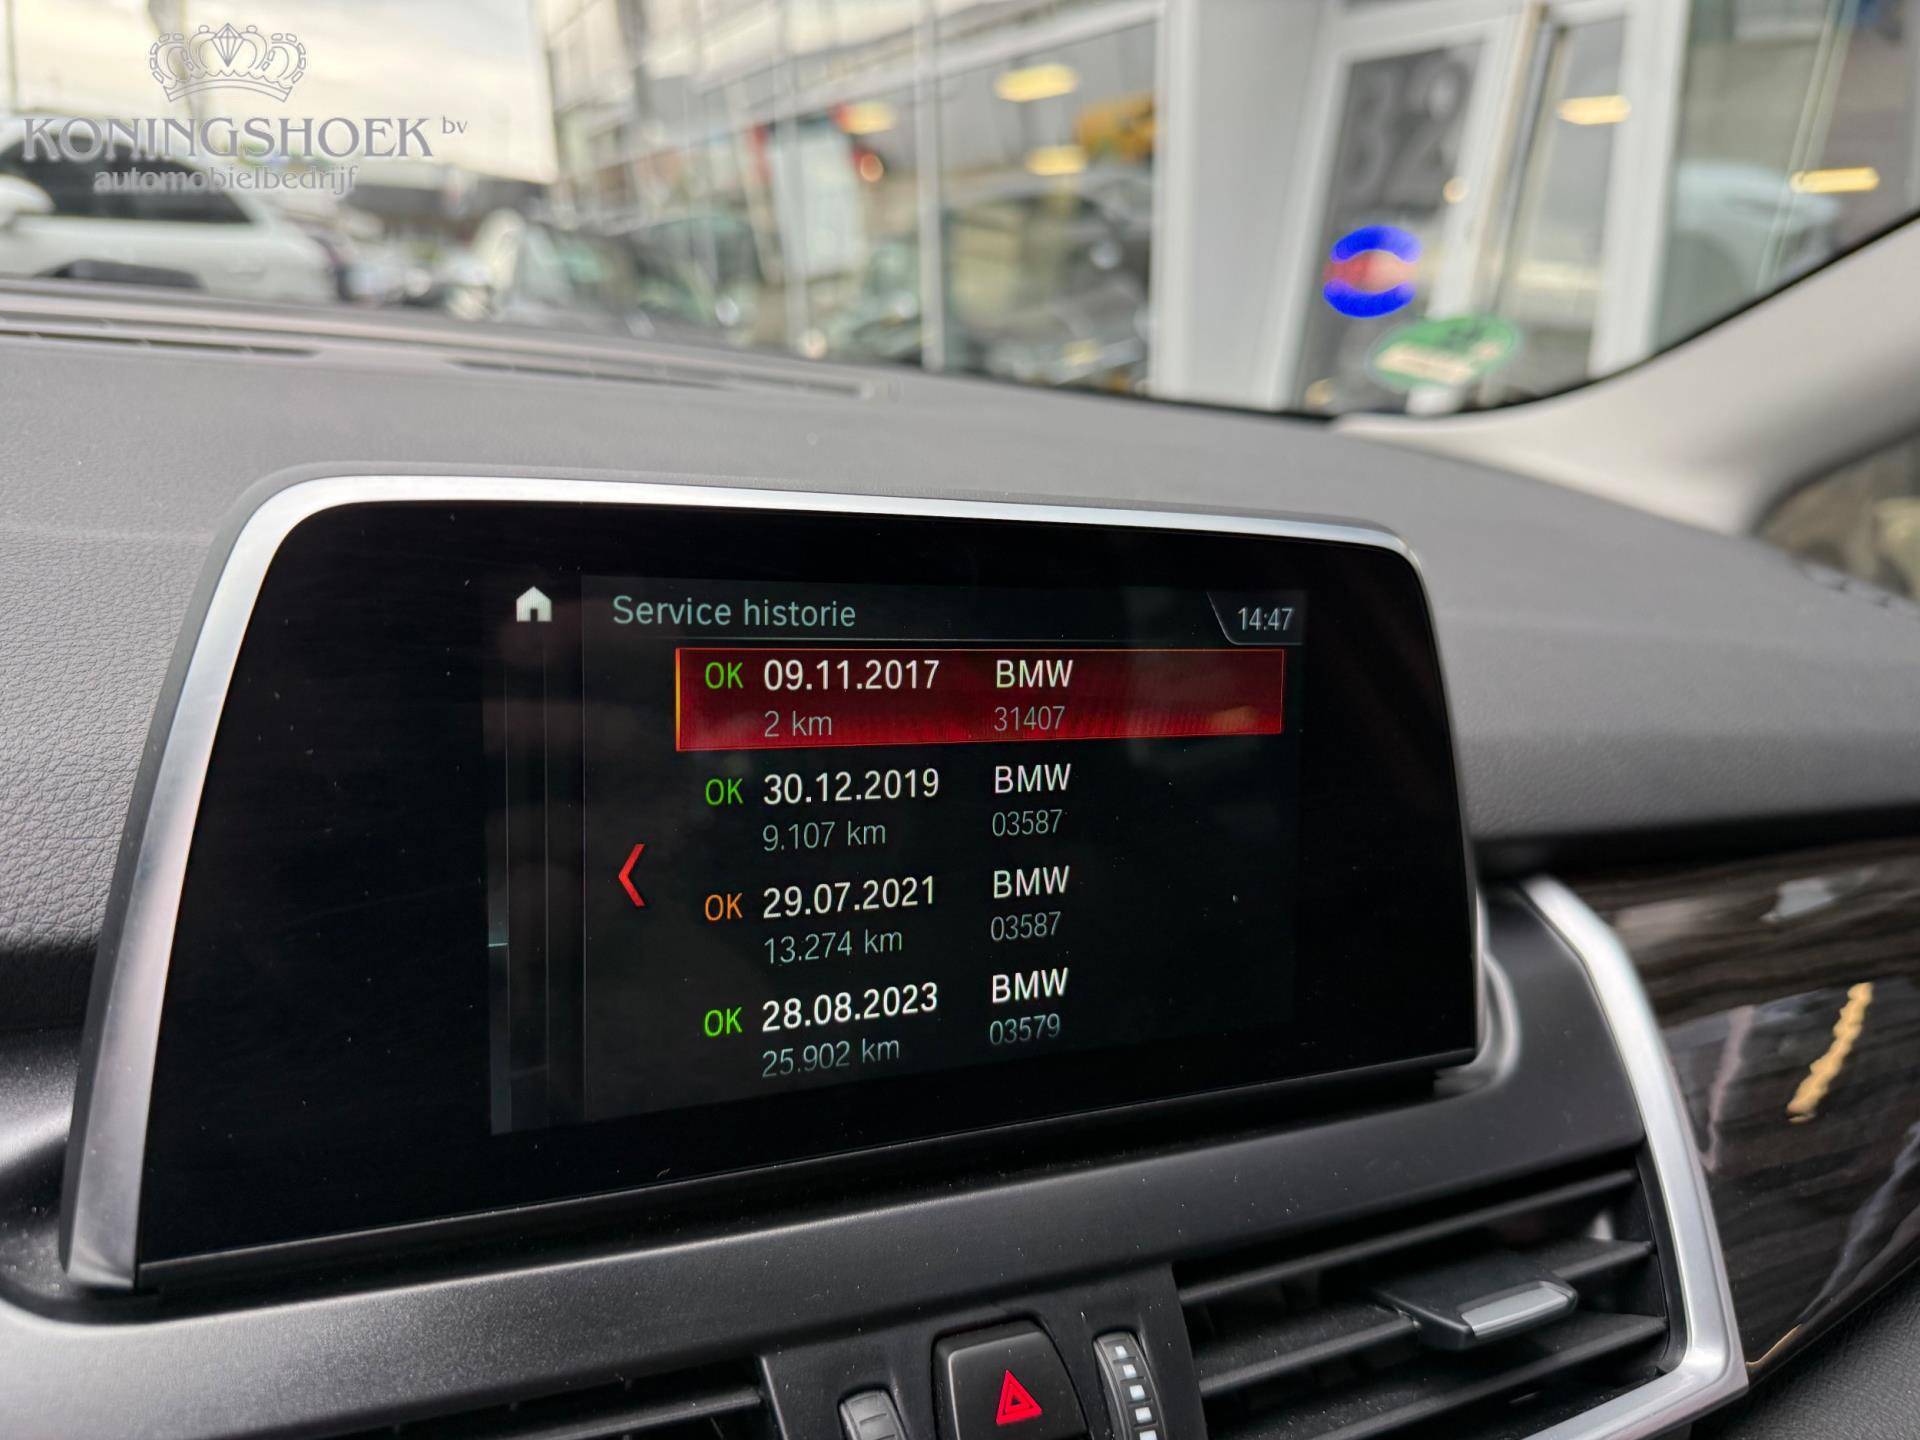 KONINGSHOEK bv
automobielbedrijf
328
Service historie
14:47
OK 09.11.2017 BMW
2 km 31407
OK 30.12.2019 BMW
9.107 km 03587
OK 29.07.2021 BMW
13.274 km 03587
OK 28.08.2023 BMW
25.902 km 03579